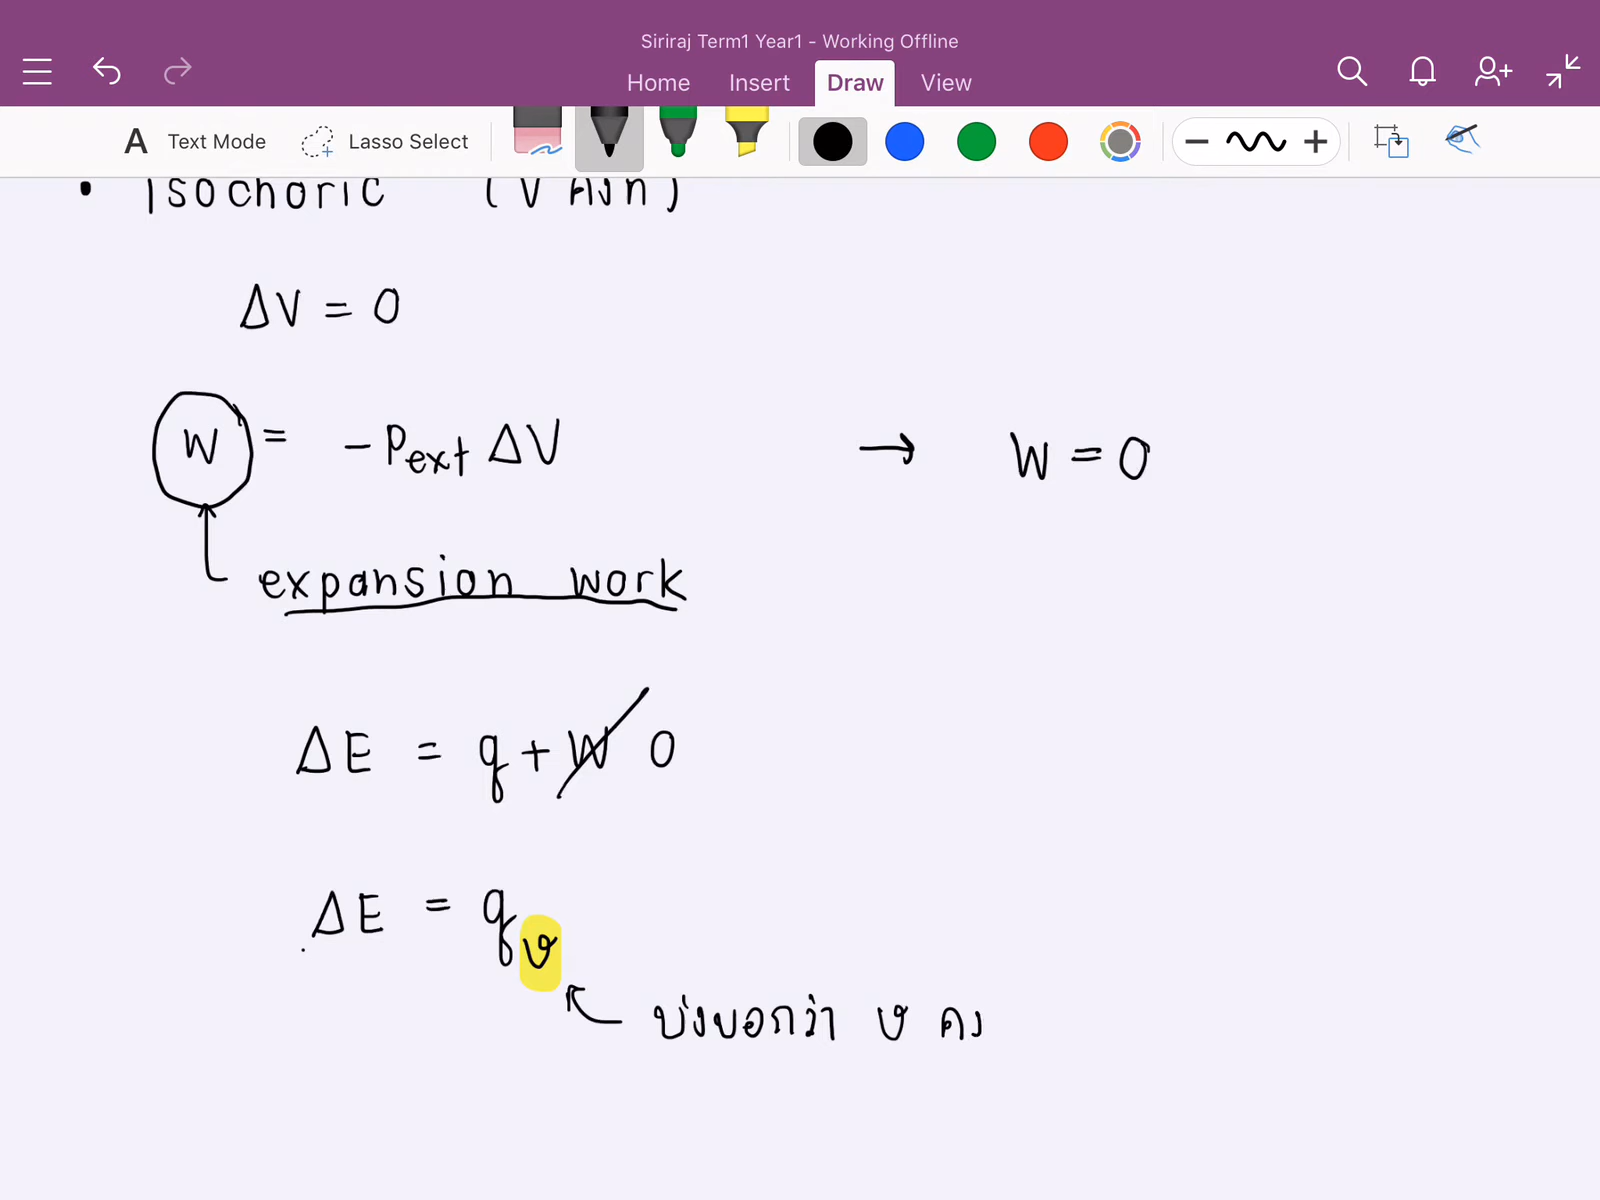 Siriraj Term1 Year1 - Working Offline
Home Insert Draw View
A Text Mode Lasso Select
• Isochoric (V คงที่)
ΔV = 0
W = - Pext ΔV → W = 0
expansion work
ΔE = q + W 0
ΔE = qv
บ่งบอกว่า v คง